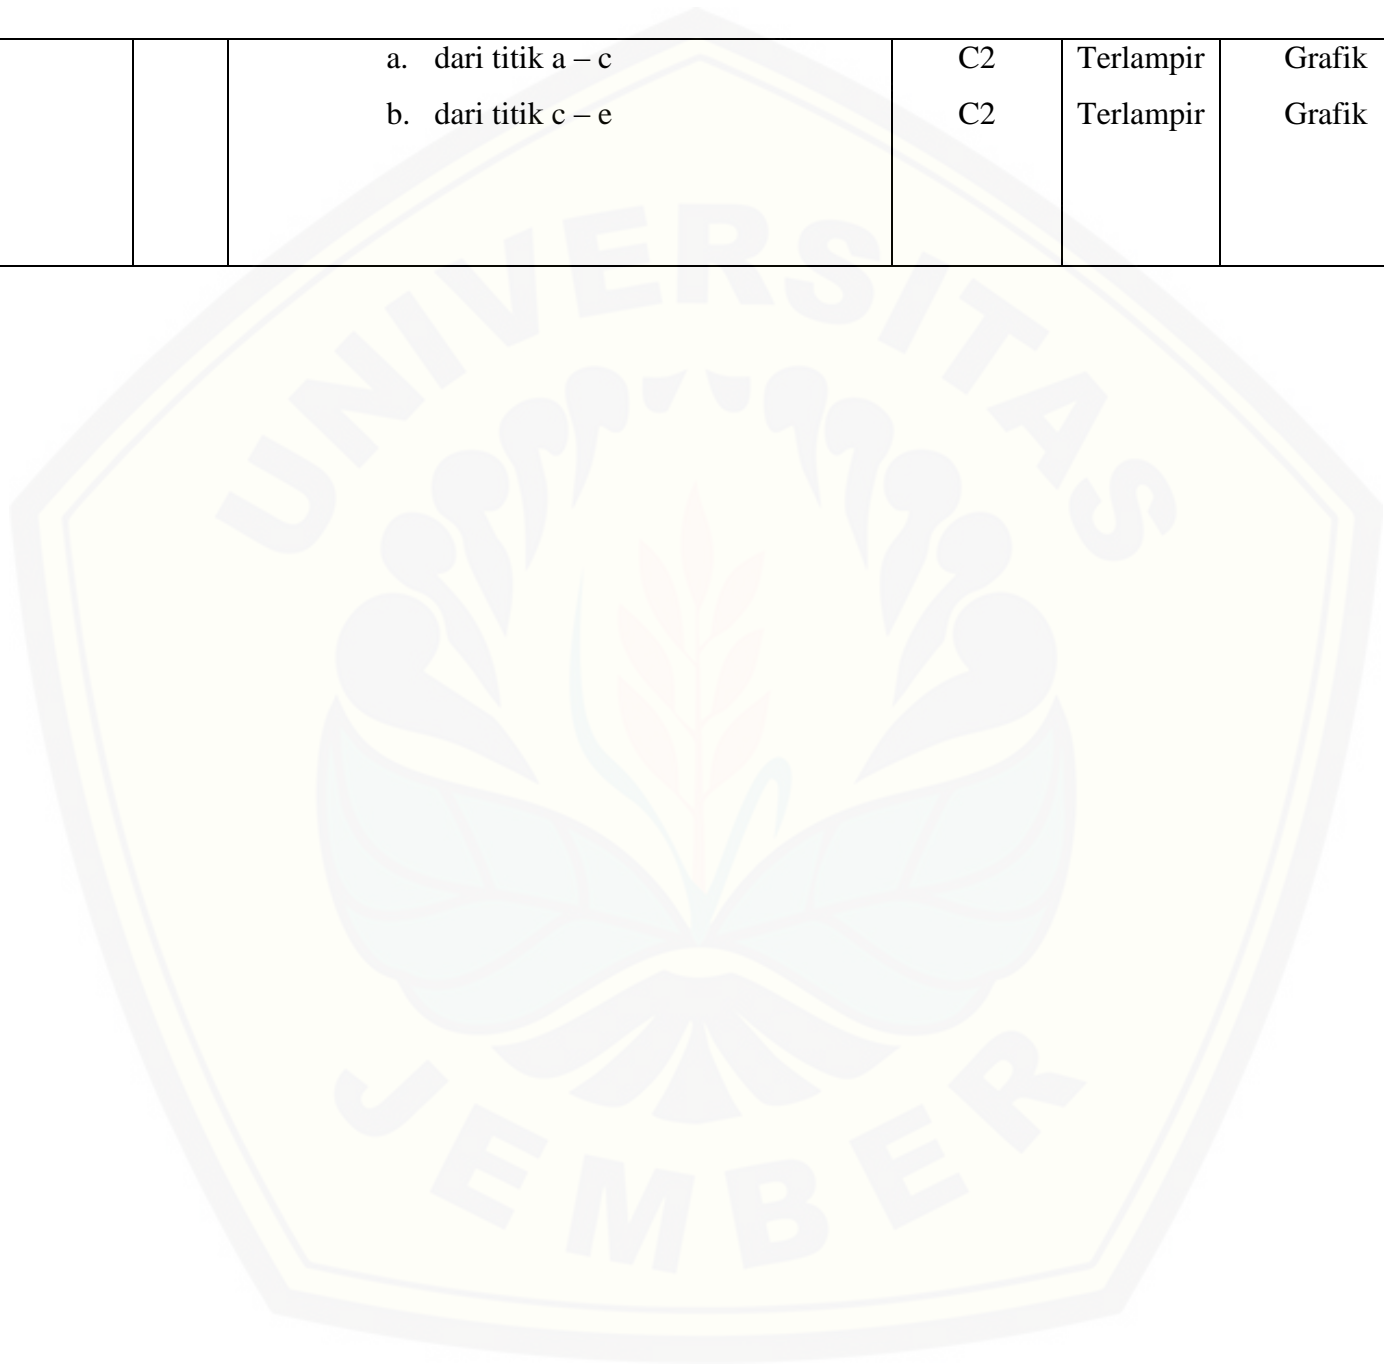 a. dari titik a – c C2 Terlampir Grafik
b. dari titik c – e C2 Terlampir Grafik
UNIVERSITAS
JEMBER